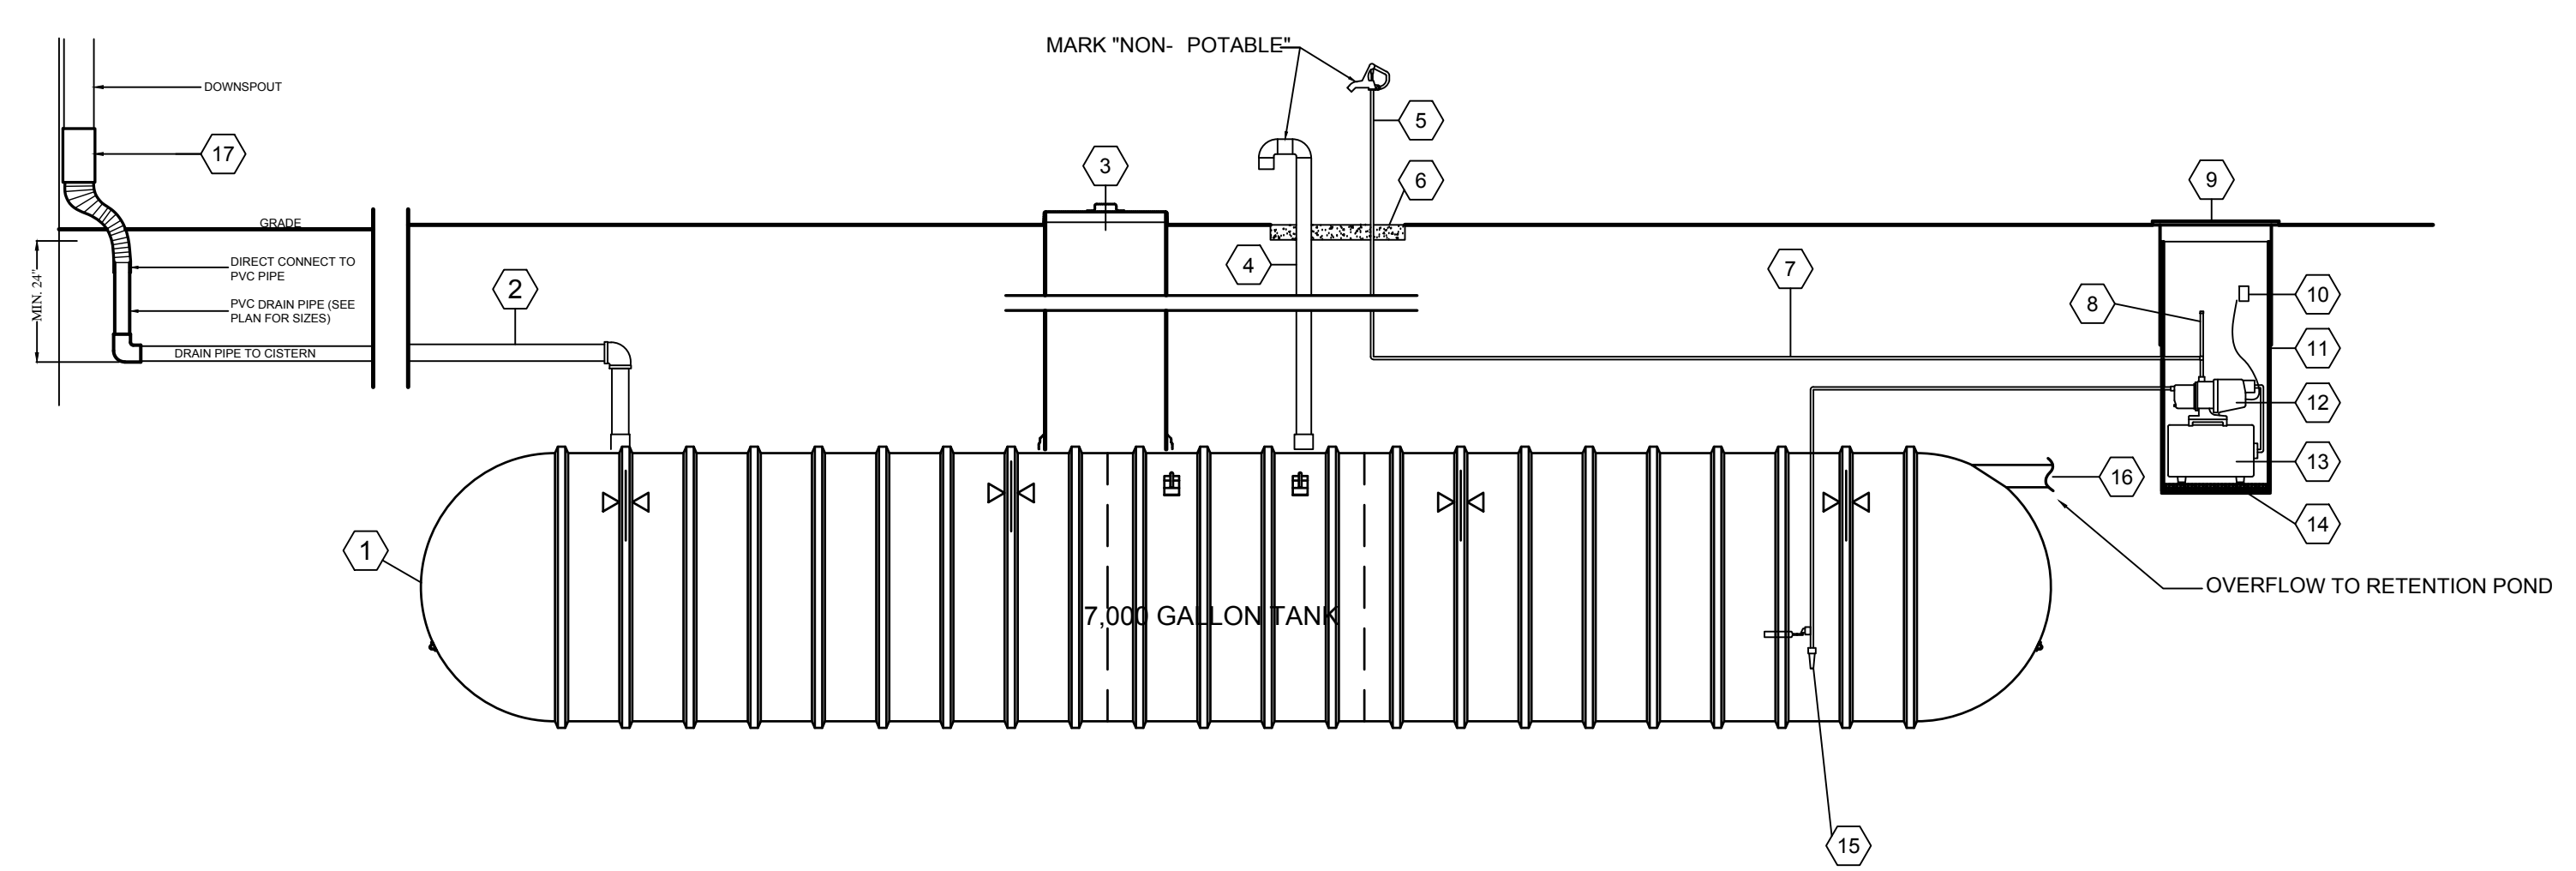 MARK "NON- POTABLE"
DOWNSPOUT
17
5
3
6
9
GRADE
MIN. 24"
DIRECT CONNECT TO
PVC PIPE
PVC DRAIN PIPE (SEE
PLAN FOR SIZES)
DRAIN PIPE TO CISTERN
2
4
7
8
10
11
12
13
16
14
1
OVERFLOW TO RETENTION POND
7,000 GALLON TANK
15